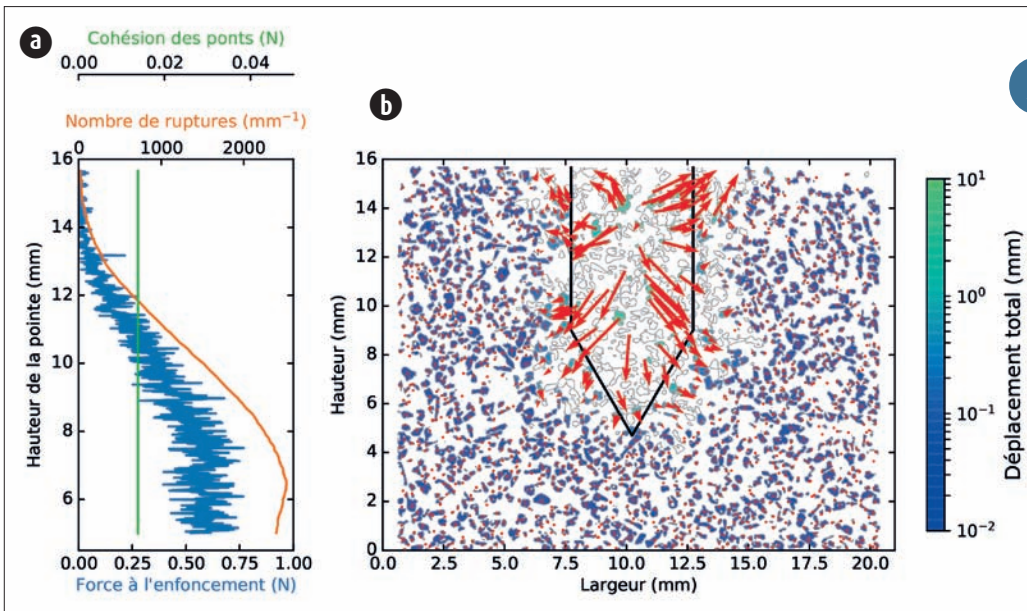 a
Cohésion des ponts (N)
0.00 0.02 0.04
Nombre de ruptures (mm⁻¹)
0 1000 2000
16
14
12
10
8
6
Hauteur de la pointe (mm)
0.00 0.25 0.50 0.75 1.00
Force à l'enfoncement (N)
b
16
14
12
10
8
6
4
2
0
Hauteur (mm)
0.0 2.5 5.0 7.5 10.0 12.5 15.0 17.5 20.0
Largeur (mm)
10¹
10⁰
10⁻¹
10⁻²
Déplacement total (mm)